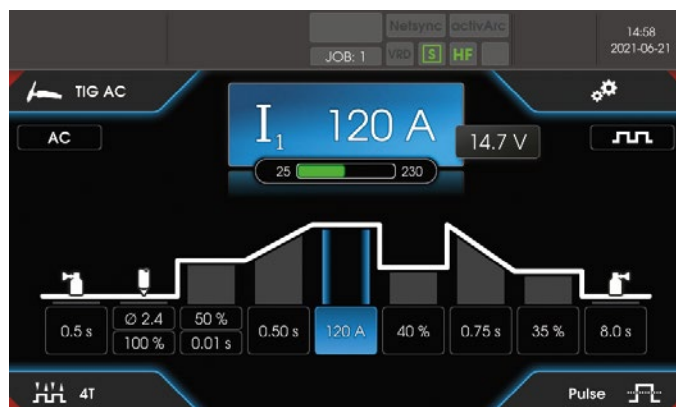 Netsync activArc
JOB: 1 VRD S HF
14:58
2021-06-21
TIG AC
I1 120 A
AC
14.7 V
25 230
0.5 s
Ø 2.4
100 %
50 %
0.01 s
0.50 s
120 A
40 %
0.75 s
35 %
8.0 s
4T
Pulse